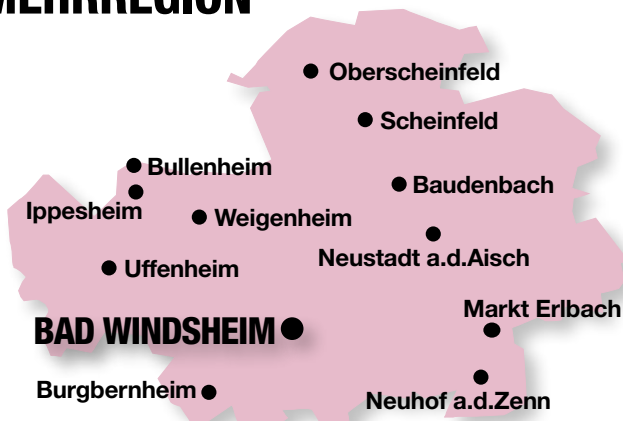 MEHRREGION
Oberscheinfeld
Scheinfeld
Bullenheim
Baudenbach
Ippesheim
Weigenheim
Neustadt a.d.Aisch
Uffenheim
Markt Erlbach
BAD WINDSHEIM
Burgbernheim
Neuhof a.d.Zenn